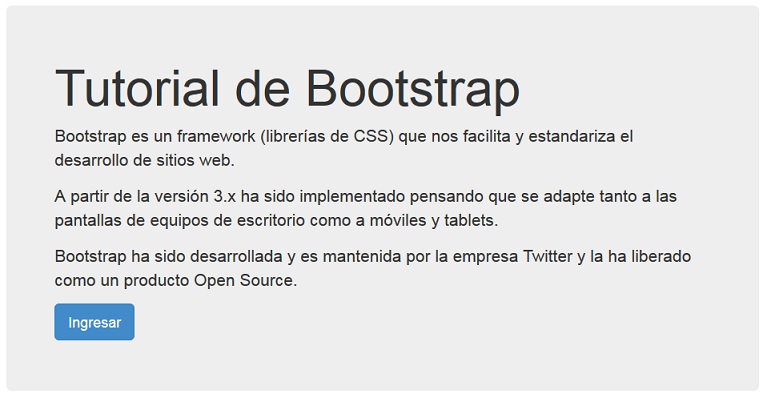 Tutorial de Bootstrap
Bootstrap es un framework (librerías de CSS) que nos facilita y estandariza el
desarrollo de sitios web.
A partir de la versión 3.x ha sido implementado pensando que se adapte tanto a las
pantallas de equipos de escritorio como a móviles y tablets.
Bootstrap ha sido desarrollada y es mantenida por la empresa Twitter y la ha liberado
como un producto Open Source.
Ingresar